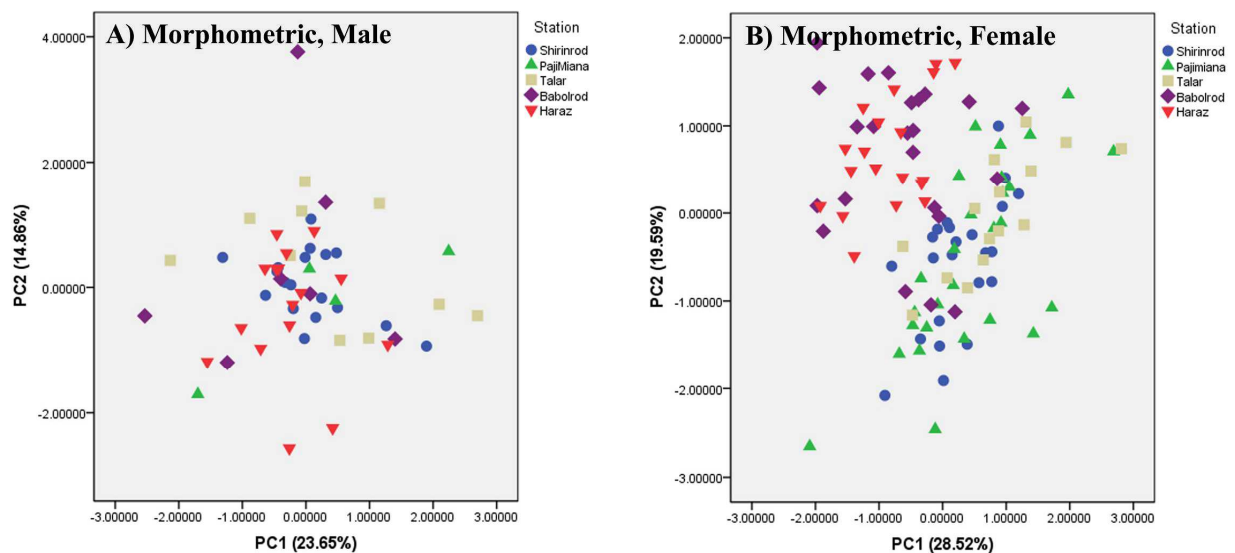 A) Morphometric, Male
Station
Shirinrod
PajiMiana
Talar
Babolrod
Haraz
4.00000
2.00000
0.00000
-2.00000
PC2 (14.86%)
-3.00000 -2.00000 -1.00000 0.00000 1.00000 2.00000 3.00000
PC1 (23.65%)
B) Morphometric, Female
Station
Shirinrod
Pajimiana
Talar
Babolrod
Haraz
2.00000
1.00000
0.00000
-1.00000
-2.00000
-3.00000
PC2 (19.59%)
-3.00000 -2.00000 -1.00000 0.00000 1.00000 2.00000 3.00000
PC1 (28.52%)